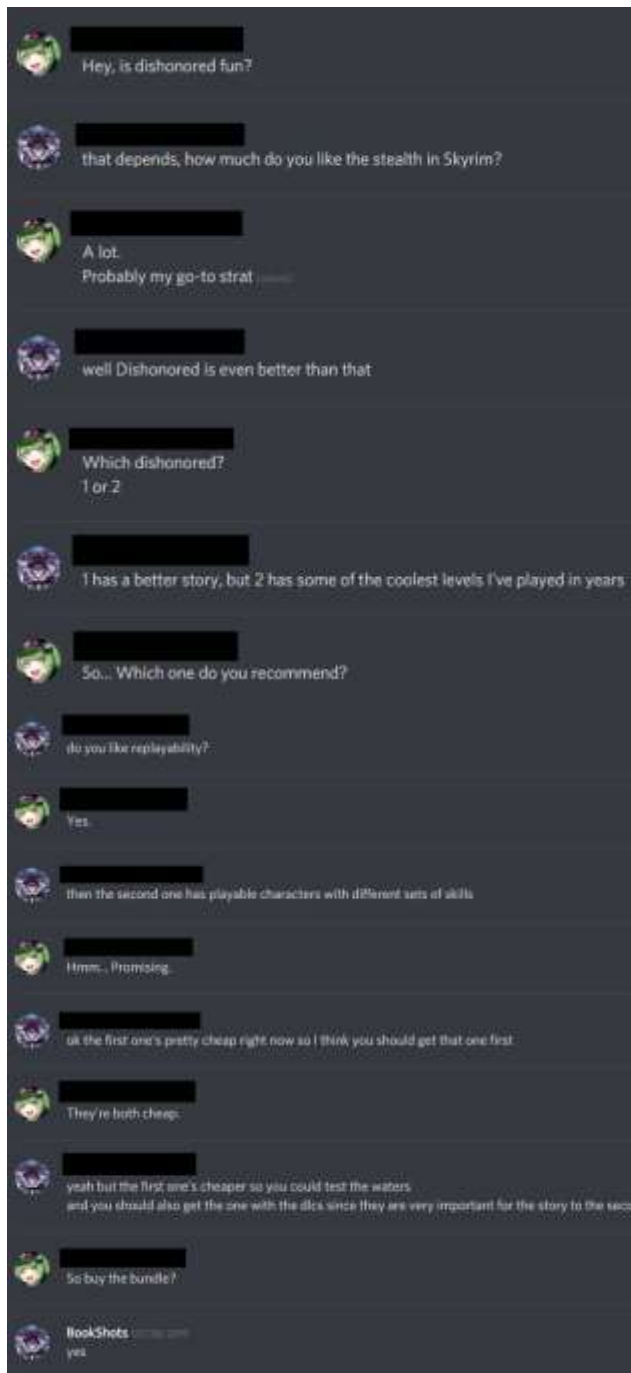 Hey, is dishonored fun?
that depends, how much do you like the stealth in Skyrim?
A lot.
Probably my go-to strat
well Dishonored is even better than that
Which dishonored?
1 or 2
1 has a better story, but 2 has some of the coolest levels I've played in years
So... Which one do you recommend?
do you like replayability?
Yes.
then the second one has playable characters with different sets of skills
Hmm... Promising.
ok the first one's pretty cheap right now so I think you should get that one first
They're both cheap.
yeah but the first one's cheaper so you could test the waters
and you should also get the one with the dlcs since they are very important for the story to the seco
So buy the bundle?
BookShots
yes